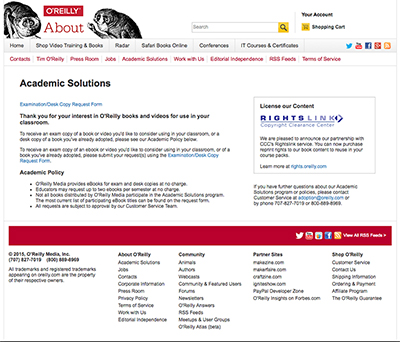 O'REILLY®
About
Search
Your Account
Shopping Cart
Home Shop Video Training & Books Radar Safari Books Online Conferences IT Courses & Certificates
Contacts Tim O'Reilly Press Room Jobs Academic Solutions Work with Us Editorial Independence RSS Feeds Terms of Service
Academic Solutions
Examination/Desk Copy Request Form
Thank you for your interest in O'Reilly books and videos for use in your
classroom.
To receive an exam copy of a book or video you'd like to consider using in your classroom, or a
desk copy of a book you've already adopted, please see our Academic Policy below.
To receive an exam copy of an ebook or video you'd like to consider using in your classroom, or of a
book you've already adopted, please submit your request(s) using the Examination/Desk
Copy Request Form.
Academic Policy
• O'Reilly Media provides eBooks for exam and desk copies at no charge.
• Educators may request up to two ebooks per semester at no charge.
• Not all books distributed by O'Reilly Media participate in the Academic Solutions program.
The most current list of participating eBook titles can be found on the request form.
• All requests are subject to approval by our Customer Service Team.
License our Content
RIGHTSLINK
Copyright Clearance Center
We are pleased to announce our partnership with
CCC's Rightslink service. You can now purchase
reprint rights to our book content to reuse in your
course packs.
Learn more at rights.oreilly.com
If you have further questions about our Academic
Solutions program or policies, please contact
Customer Service at adoption@oreilly.com or
by phone 707-827-7019 or 800-889-8969.
View All RSS Feeds >
© 2015, O'Reilly Media, Inc.
(707) 827-7019 (800) 889-8969
All trademarks and registered trademarks
appearing on oreilly.com are the property
of their respective owners.
About O'Reilly
Academic Solutions
Jobs
Contacts
Corporate Information
Press Room
Privacy Policy
Terms of Service
Work with Us
Editorial Independence
Community
Animals
Authors
Webcasts
Community & Featured Users
Forums
Newsletters
O'Reilly Answers
RSS Feeds
Meetups & User Groups
O'Reilly Atlas (beta)
Partner Sites
makezine.com
makerfaire.com
craftzine.com
igniteshow.com
PayPal Developer Zone
O'Reilly Insights on Forbes.com
Shop O'Reilly
Customer Service
Contact Us
Shipping Information
Ordering & Payment
Affiliate Program
The O'Reilly Guarantee